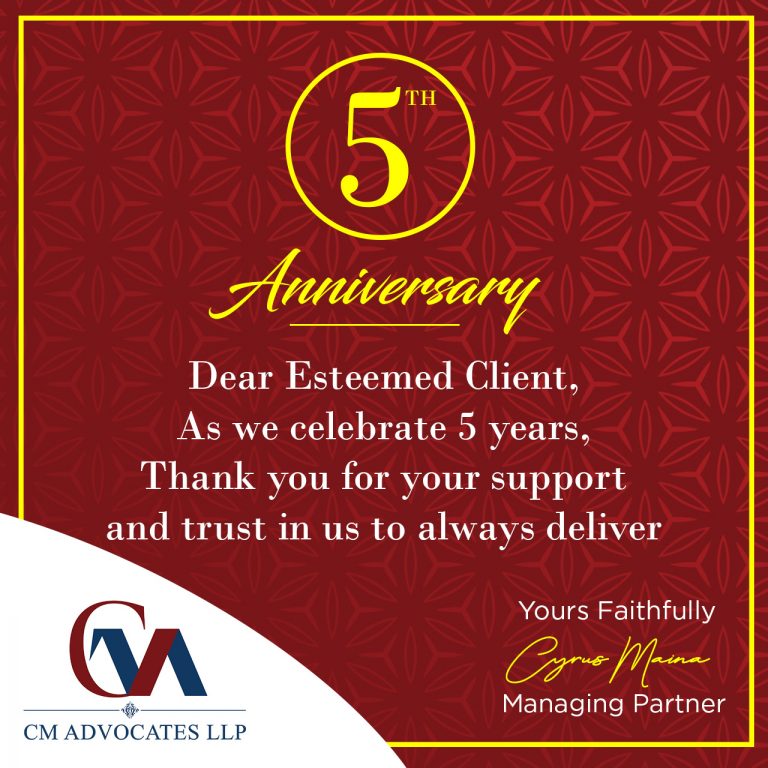 5TH
Anniversary
Dear Esteemed Client,
As we celebrate 5 years,
Thank you for your support
and trust in us to always deliver
Yours Faithfully
Cyrus Maina
Managing Partner
CM
CM ADVOCATES LLP